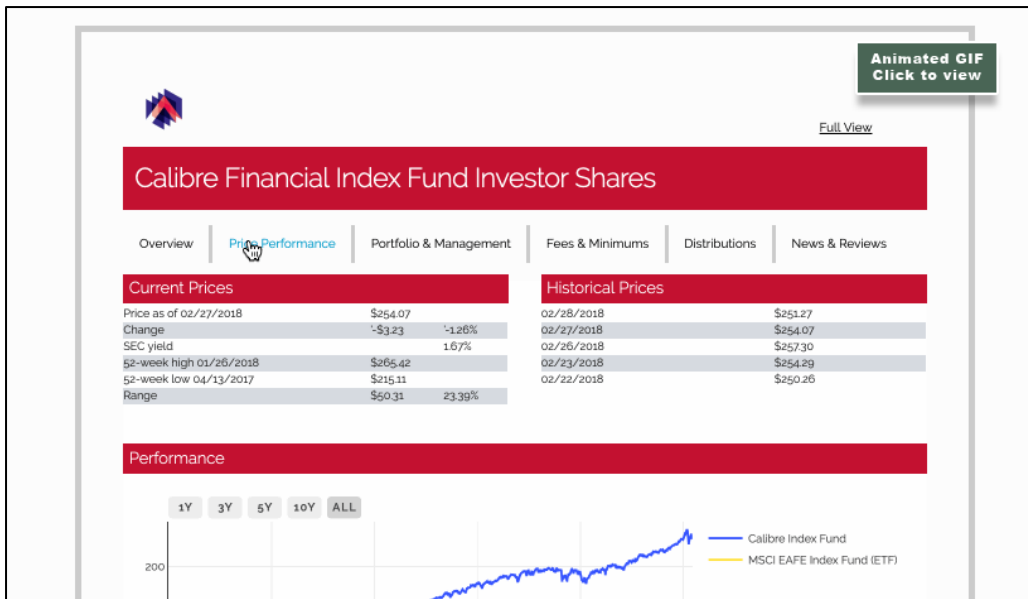 Animated GIF
Click to view
Full View
Calibre Financial Index Fund Investor Shares
Overview Price Performance Portfolio & Management Fees & Minimums Distributions News & Reviews
Current Prices Historical Prices
Price as of 02/27/2018 $254.07 02/28/2018 $251.27
Change '-$3.23 '-1.26% 02/27/2018 $254.07
SEC yield 1.67% 02/26/2018 $257.30
52-week high 01/26/2018 $265.42 02/23/2018 $254.29
52-week low 04/13/2017 $215.11 02/22/2018 $250.26
Range $50.31 23.39%
Performance
1Y 3Y 5Y 10Y ALL
Calibre Index Fund
MSCI EAFE Index Fund (ETF)
200